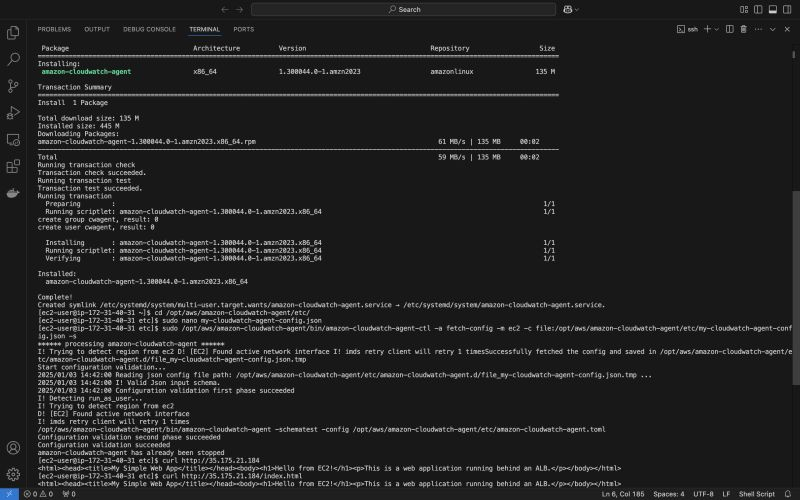 Search
PROBLEMS OUTPUT DEBUG CONSOLE TERMINAL PORTS
ssh
Package Architecture Version Repository Size
Installing:
amazon-cloudwatch-agent x86_64 1.300044.0-1.amzn2023 amazonlinux 135 M
Transaction Summary
Install 1 Package
Total download size: 135 M
Installed size: 445 M
Downloading Packages:
amazon-cloudwatch-agent-1.300044.0-1.amzn2023.x86_64.rpm 61 MB/s | 135 MB 00:02
Total 59 MB/s | 135 MB 00:02
Running transaction check
Transaction check succeeded.
Running transaction test
Transaction test succeeded.
Running transaction
Preparing : 1/1
Running scriptlet: amazon-cloudwatch-agent-1.300044.0-1.amzn2023.x86_64 1/1
create group cwagent, result: 0
create user cwagent, result: 0
Installing : amazon-cloudwatch-agent-1.300044.0-1.amzn2023.x86_64 1/1
Running scriptlet: amazon-cloudwatch-agent-1.300044.0-1.amzn2023.x86_64 1/1
Verifying : amazon-cloudwatch-agent-1.300044.0-1.amzn2023.x86_64 1/1
Installed:
amazon-cloudwatch-agent-1.300044.0-1.amzn2023.x86_64
Complete!
Created symlink /etc/systemd/system/multi-user.target.wants/amazon-cloudwatch-agent.service → /etc/systemd/system/amazon-cloudwatch-agent.service.
[ec2-user@ip-172-31-40-31 ~]$ cd /opt/aws/amazon-cloudwatch-agent/etc/
[ec2-user@ip-172-31-40-31 etc]$ sudo nano my-cloudwatch-agent-config.json
[ec2-user@ip-172-31-40-31 etc]$ sudo /opt/aws/amazon-cloudwatch-agent/bin/amazon-cloudwatch-agent-ctl -a fetch-config -m ec2 -c file:/opt/aws/amazon-cloudwatch-agent/etc/my-cloudwatch-agent-conf
ig.json -s
****** processing amazon-cloudwatch-agent ******
I! Trying to detect region from ec2 D! [EC2] Found active network interface I! imds retry client will retry 1 timesSuccessfully fetched the config and saved in /opt/aws/amazon-cloudwatch-agent/e
tc/amazon-cloudwatch-agent.d/file_my-cloudwatch-agent-config.json.tmp
Start configuration validation...
2025/01/03 14:42:00 Reading json config file path: /opt/aws/amazon-cloudwatch-agent/etc/amazon-cloudwatch-agent.d/file_my-cloudwatch-agent-config.json.tmp ...
2025/01/03 14:42:00 I! Valid Json input schema.
2025/01/03 14:42:00 Configuration validation first phase succeeded
I! Detecting run_as_user...
I! Trying to detect region from ec2
D! [EC2] Found active network interface
I! imds retry client will retry 1 times
/opt/aws/amazon-cloudwatch-agent/bin/amazon-cloudwatch-agent -schematest -config /opt/aws/amazon-cloudwatch-agent/etc/amazon-cloudwatch-agent.toml
Configuration validation second phase succeeded
Configuration validation succeeded
amazon-cloudwatch-agent has already been stopped
[ec2-user@ip-172-31-40-31 etc]$ curl http://35.175.21.184
<html><head><title>My Simple Web App</title></head><body><h1>Hello from EC2!</h1><p>This is a web application running behind an ALB.</p></body></html>
[ec2-user@ip-172-31-40-31 etc]$ curl http://35.175.21.184/index.html
<html><head><title>My Simple Web App</title></head><body><h1>Hello from EC2!</h1><p>This is a web application running behind an ALB.</p></body></html>
0 0 0 Ln 6, Col 185 Spaces: 4 UTF-8 LF Shell Script